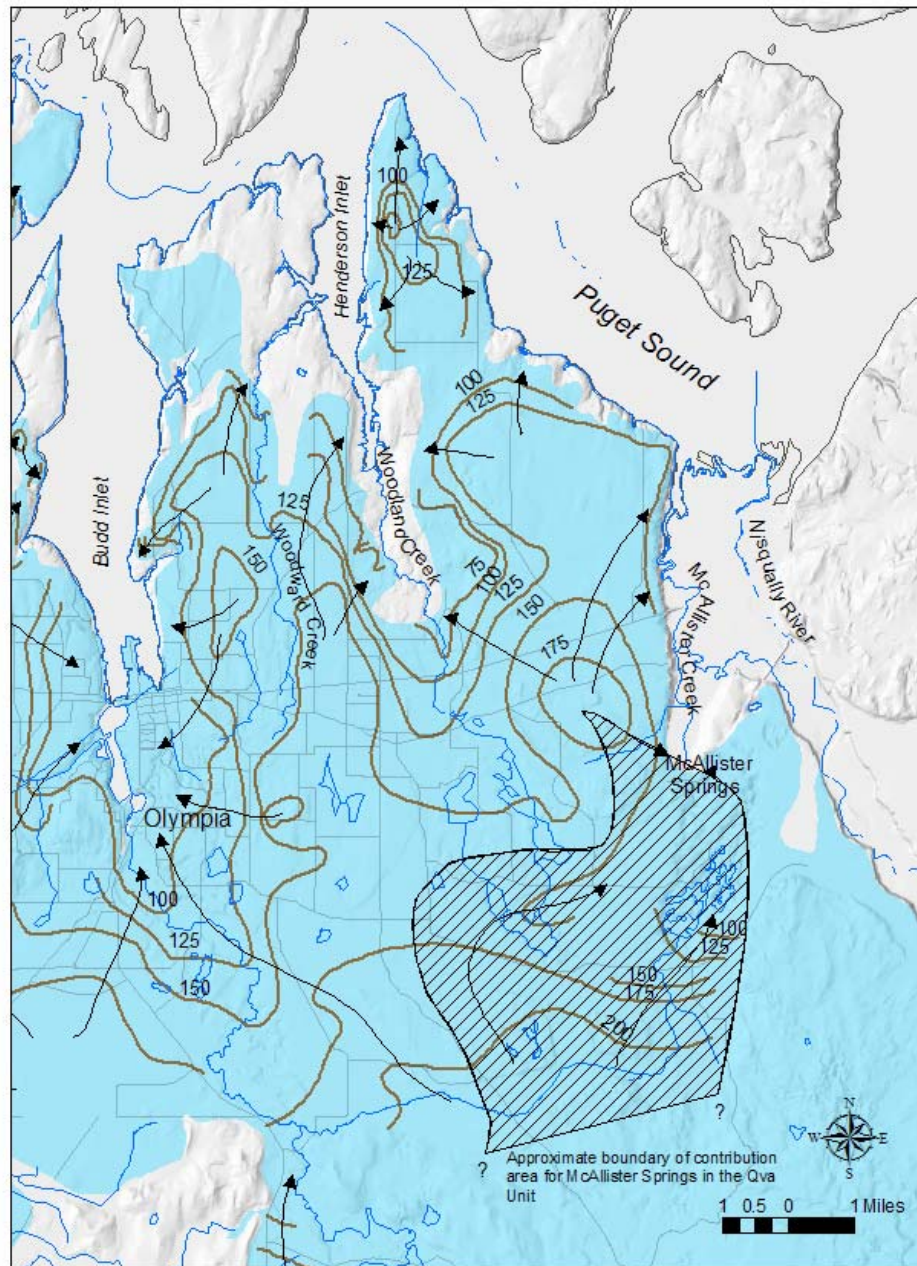 100
125
Henderson Inlet
Puget Sound
100
125
Budd Inlet
125
150
Woodward Creek
Woodland Creek
75
100
125
150
175
Mc Allister Creek
Nisqually River
McAllister
Springs
Olympia
100
125
150
100
125
150
175
200
?
?
Approximate boundary of contribution
area for McAllister Springs in the Qva
Unit
N
W
E
S
1 0.5 0 1 Miles